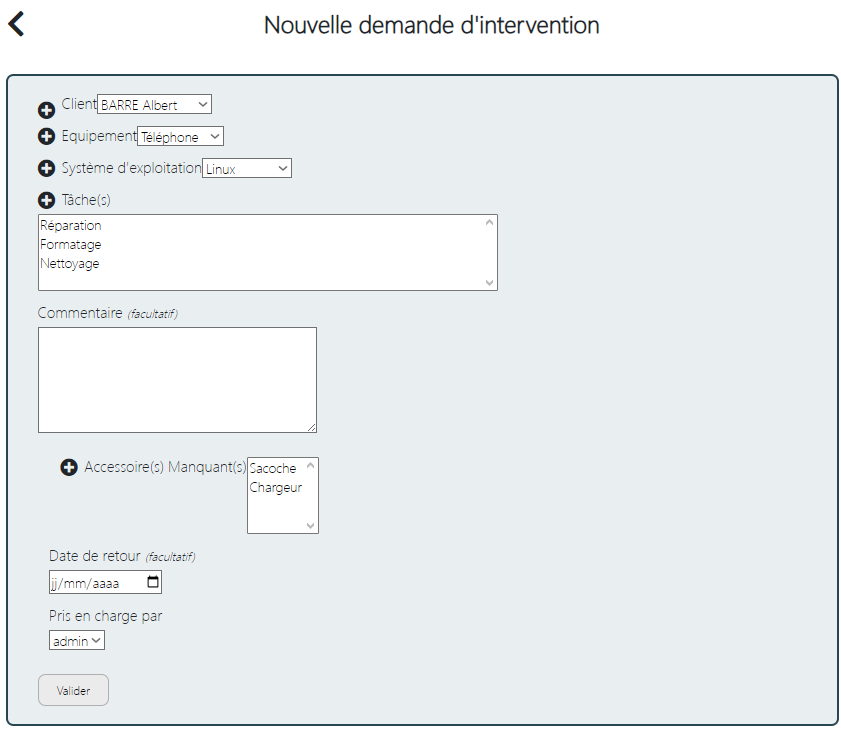 Nouvelle demande d'intervention
Client BARRE Albert
Equipement Téléphone
Système d'exploitation Linux
Tâche(s)
Réparation
Formatage
Nettoyage
Commentaire (facultatif)
Accessoire(s) Manquant(s) Sacoche
Chargeur
Date de retour (facultatif)
jj/mm/aaaa
Pris en charge par
admin
Valider